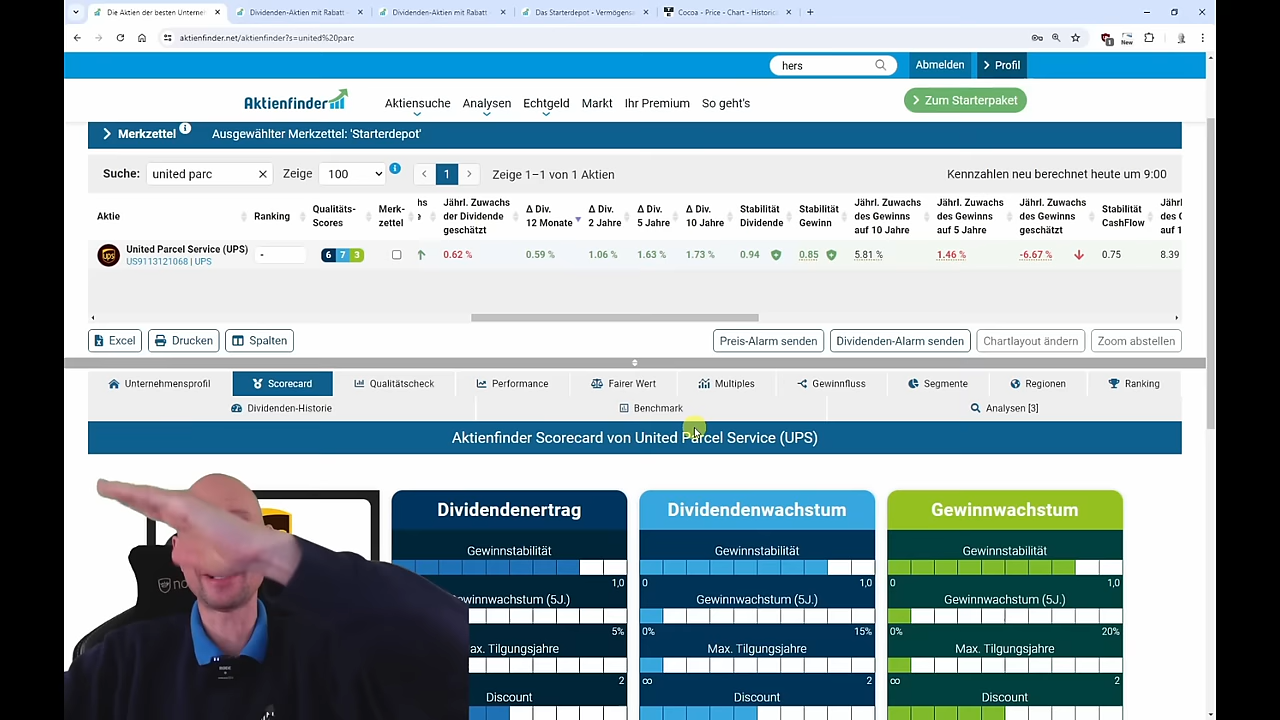 Die Aktien der besten Unterne
Dividenden-Aktien mit Rabatt
Dividenden-Aktien mit Rabatt
Das Starterdepot - Vermögens
Cocoa - Price - Chart - Historica
aktienfinder.net/aktienfinder?s=united%20parc
New
hers
Abmelden
Profil
Aktienfinder
Aktiensuche
Analysen
Echtgeld
Markt
Ihr Premium
So geht's
Zum Starterpaket
Merkzettel
Ausgewählter Merkzettel: 'Starterdepot'
Suche:
united parc
Zeige
100
1
Zeige 1–1 von 1 Aktien
Kennzahlen neu berechnet heute um 9:00
Aktie
Ranking
Qualitäts-
Scores
Merk-
zettel
Jährl. Zuwachs
der Dividende
geschätzt
Δ Div.
12 Monate
Δ Div.
2 Jahre
Δ Div.
5 Jahre
Δ Div.
10 Jahre
Stabilität
Dividende
Stabilität
Gewinn
Jährl. Zuwachs
des Gewinns
auf 10 Jahre
Jährl. Zuwachs
des Gewinns
auf 5 Jahre
Jährl. Zuwachs
des Gewinns
geschätzt
Stabilität
CashFlow
United Parcel Service (UPS)
US9113121068 | UPS
-
6 7 3
0.62 %
0.59 %
1.06 %
1.63 %
1.73 %
0.94
0.85
5.81 %
1.46 %
-6.67 %
0.75
8.39
Excel
Drucken
Spalten
Preis-Alarm senden
Dividenden-Alarm senden
Chartlayout ändern
Zoom abstellen
Unternehmensprofil
Scorecard
Qualitätscheck
Performance
Fairer Wert
Multiples
Gewinnfluss
Segmente
Regionen
Ranking
Dividenden-Historie
Benchmark
Analysen [3]
Aktienfinder Scorecard von United Parcel Service (UPS)
Dividendenertrag
Gewinnstabilität
1,0
Gewinnwachstum (5J.)
5%
Max. Tilgungsjahre
2
Discount
Dividendenwachstum
Gewinnstabilität
0
1,0
Gewinnwachstum (5J.)
0%
15%
Max. Tilgungsjahre
∞
2
Discount
Gewinnwachstum
Gewinnstabilität
0
1,0
Gewinnwachstum (5J.)
0%
20%
Max. Tilgungsjahre
∞
2
Discount